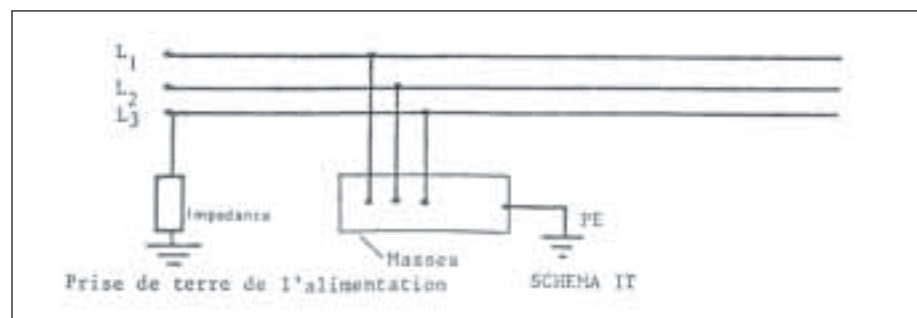 L1
L2
L3
Impedance
PE
Masses
Prise de terre de l'alimentation
SCHEMA IT